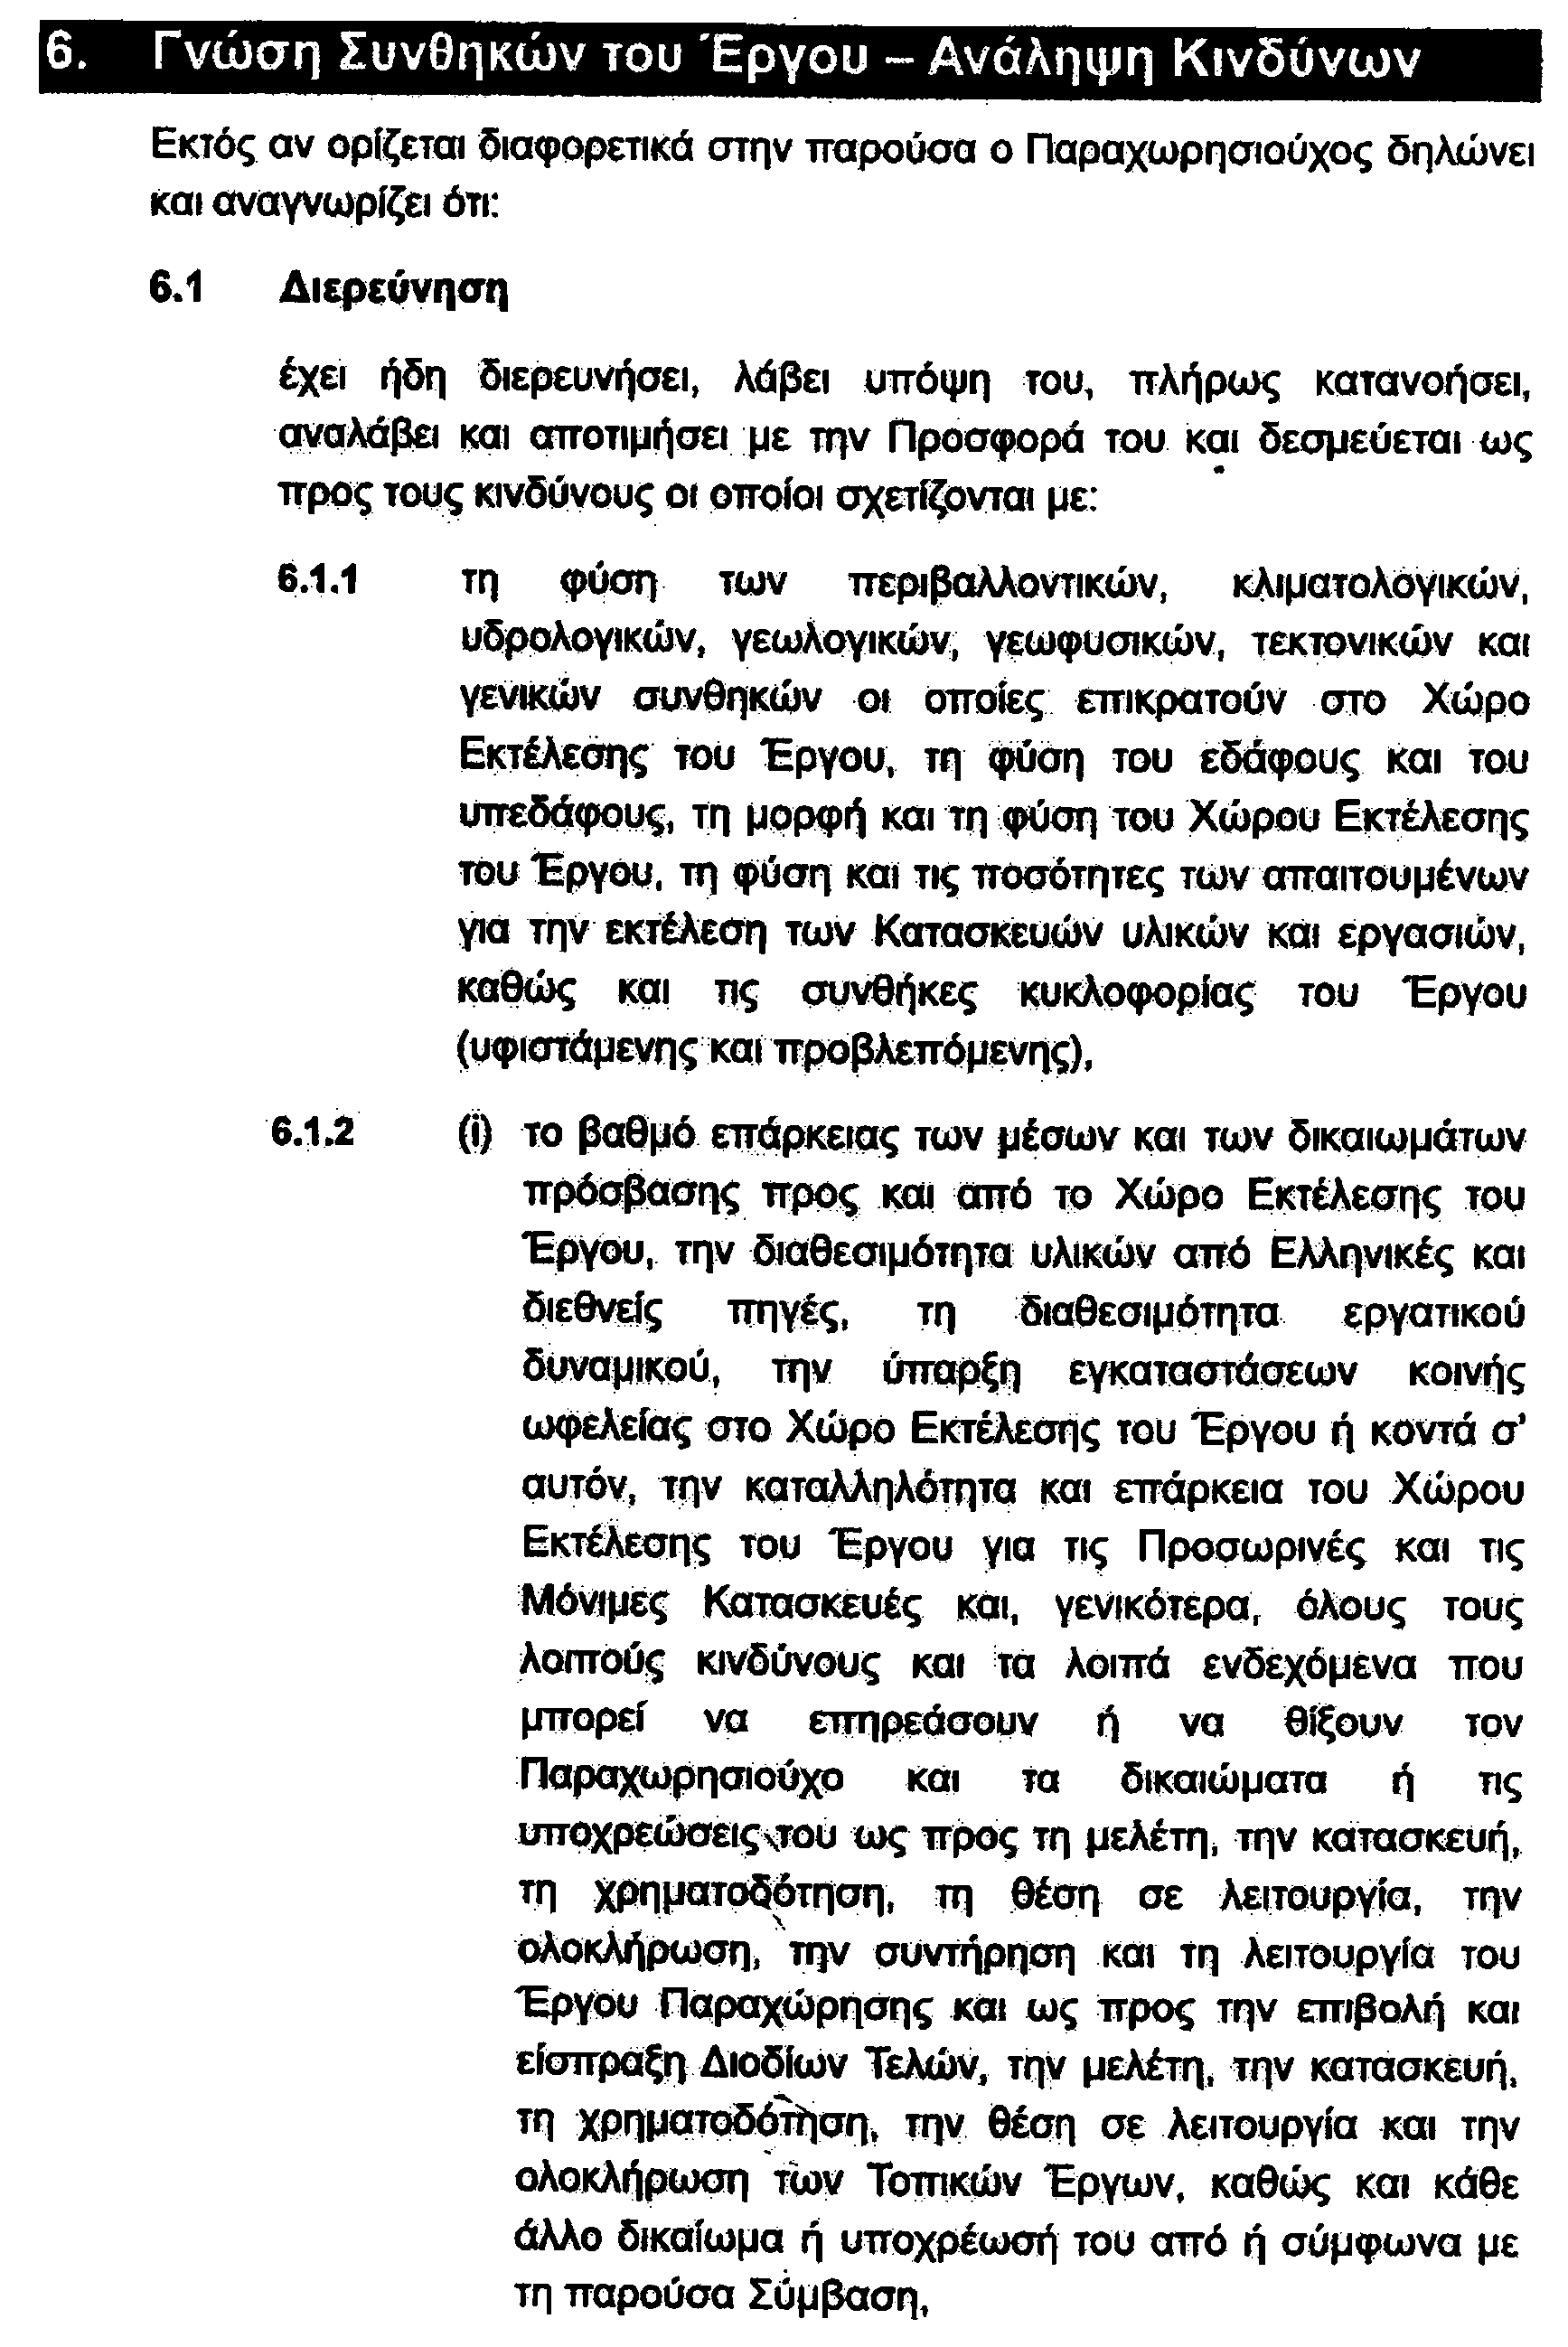 6. Γνώση Συνθηκών του Έργου – Ανάληψη Κινδύνων
Εκτός αν ορίζεται διαφορετικά στην παρούσα ο Παραχωρησιούχος δηλώνει
και αναγνωρίζει ότι:
6.1 Διερεύνηση
έχει ήδη διερευνήσει, λάβει υπόψη του, πλήρως κατανοήσει,
αναλάβει και αποτιμήσει με την Προσφορά του και δεσμεύεται ως
προς τους κινδύνους οι οποίοι σχετίζονται με:
6.1.1 τη φύση των περιβαλλοντικών, κλιματολογικών,
υδρολογικών, γεωλογικών, γεωφυσικών, τεκτονικών και
γενικών συνθηκών οι οποίες επικρατούν στο Χώρο
Εκτέλεσης του Έργου, τη φύση του εδάφους και του
υπεδάφους, τη μορφή και τη φύση του Χώρου Εκτέλεσης
του Έργου, τη φύση και τις ποσότητες των απαιτουμένων
για την εκτέλεση των Κατασκευών υλικών και εργασιών,
καθώς και τις συνθήκες κυκλοφορίας του Έργου
(υφιστάμενης και προβλεπόμενης),
6.1.2 (i) το βαθμό επάρκειας των μέσων και των δικαιωμάτων
πρόσβασης προς και από το Χώρο Εκτέλεσης του
Έργου, την διαθεσιμότητα υλικών από Ελληνικές και
διεθνείς πηγές, τη διαθεσιμότητα εργατικού
δυναμικού, την ύπαρξη εγκαταστάσεων κοινής
ωφελείας στο Χώρο Εκτέλεσης του Έργου ή κοντά σ'
αυτόν, την καταλληλότητα και επάρκεια του Χώρου
Εκτέλεσης του Έργου για τις Προσωρινές και τις
Μόνιμες Κατασκευές και, γενικότερα, όλους τους
λοιπούς κινδύνους και τα λοιπά ενδεχόμενα που
μπορεί να επηρεάσουν ή να θίξουν τον
Παραχωρησιούχο και τα δικαιώματα ή τις
υποχρεώσεις του ως προς τη μελέτη, την κατασκευή,
τη χρηματοδότηση, τη θέση σε λειτουργία, την
ολοκλήρωση, την συντήρηση και τη λειτουργία του
Έργου Παραχώρησης και ως προς την επιβολή και
είσπραξη Διοδίων Τελών, την μελέτη, την κατασκευή,
τη χρηματοδότηση, την θέση σε λειτουργία και την
ολοκλήρωση των Τοπικών Έργων, καθώς και κάθε
άλλο δικαίωμα ή υποχρέωσή του από ή σύμφωνα με
τη παρούσα Σύμβαση,